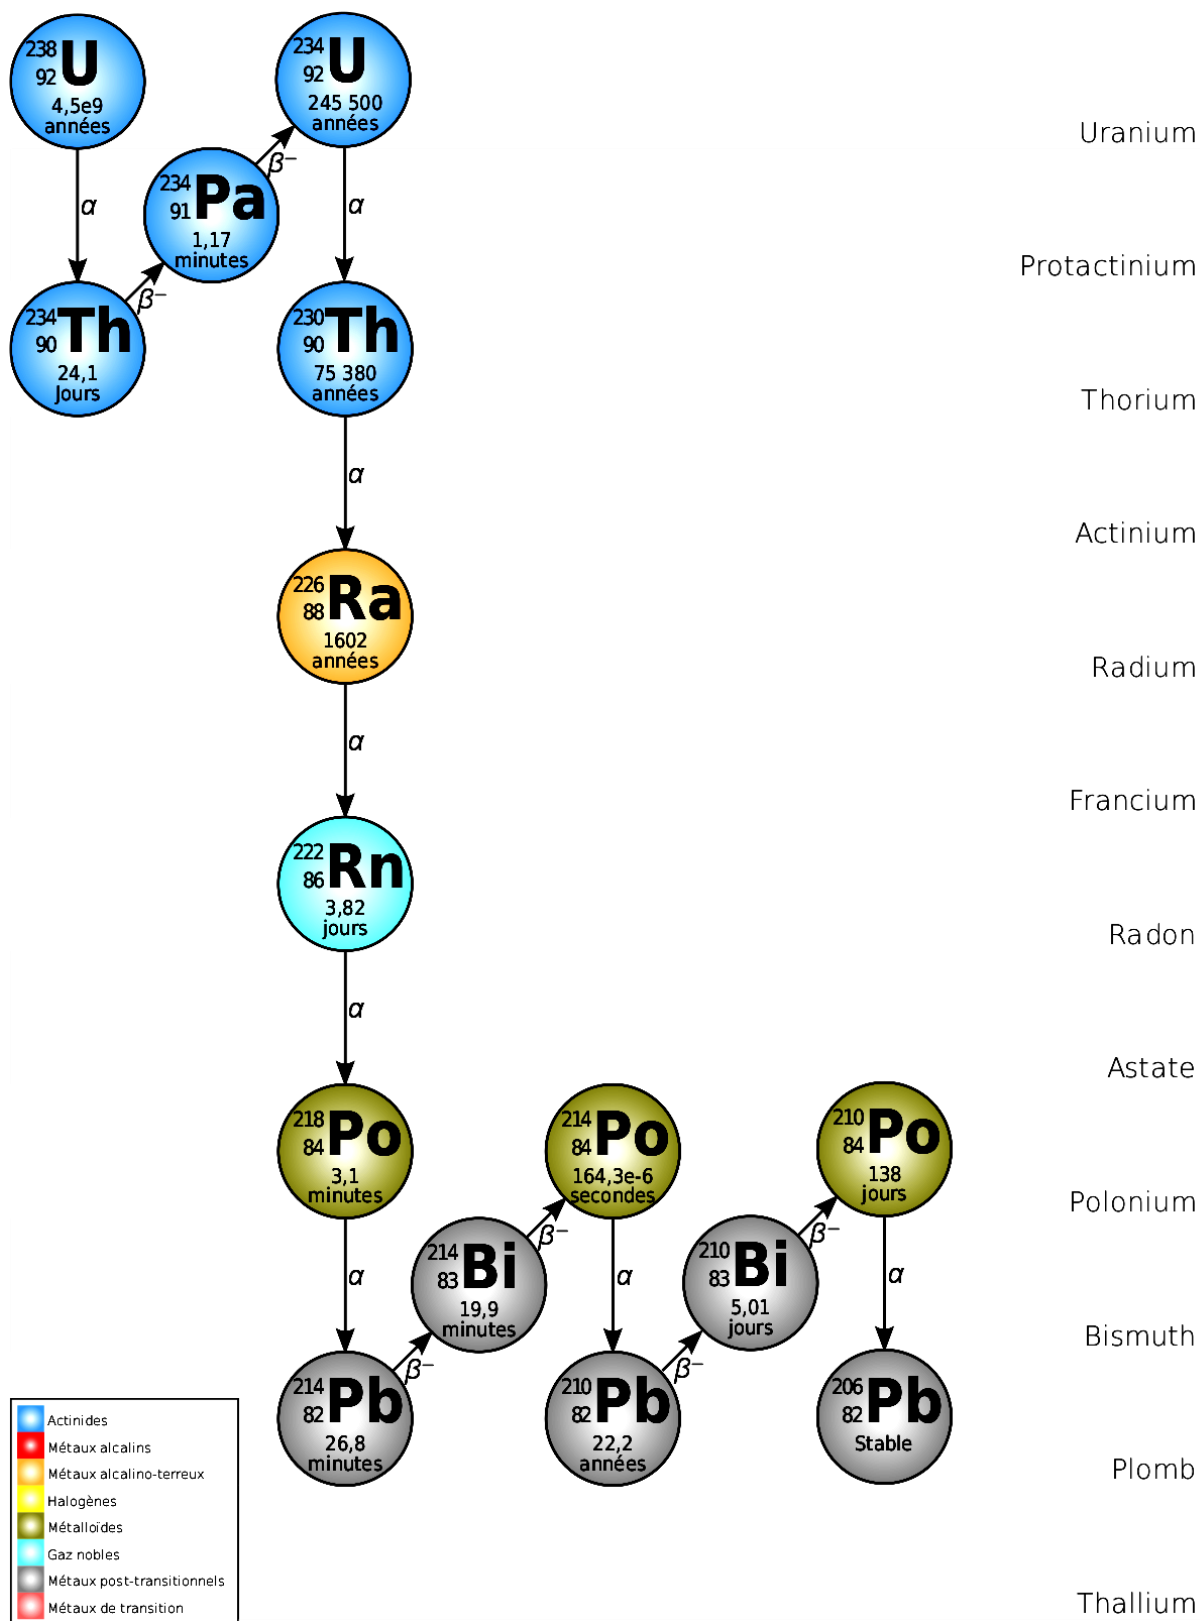 238
92
U
4,5e9
années
234
92
U
245 500
années
Uranium
β⁻
234
91
Pa
1,17
minutes
α
α
Protactinium
β⁻
234
90
Th
24,1
Jours
230
90
Th
75 380
années
Thorium
α
Actinium
226
88
Ra
1602
années
Radium
α
Francium
222
86
Rn
3,82
jours
Radon
α
Astate
218
84
Po
3,1
minutes
214
84
Po
164,3e-6
secondes
210
84
Po
138
jours
Polonium
β⁻
β⁻
α
214
83
Bi
19,9
minutes
α
210
83
Bi
5,01
jours
α
Bismuth
β⁻
β⁻
214
82
Pb
26,8
minutes
210
82
Pb
22,2
années
206
82
Pb
Stable
Plomb
Actinides
Métaux alcalins
Métaux alcalino-terreux
Halogènes
Métalloïdes
Gaz nobles
Métaux post-transitionnels
Métaux de transition
Thallium